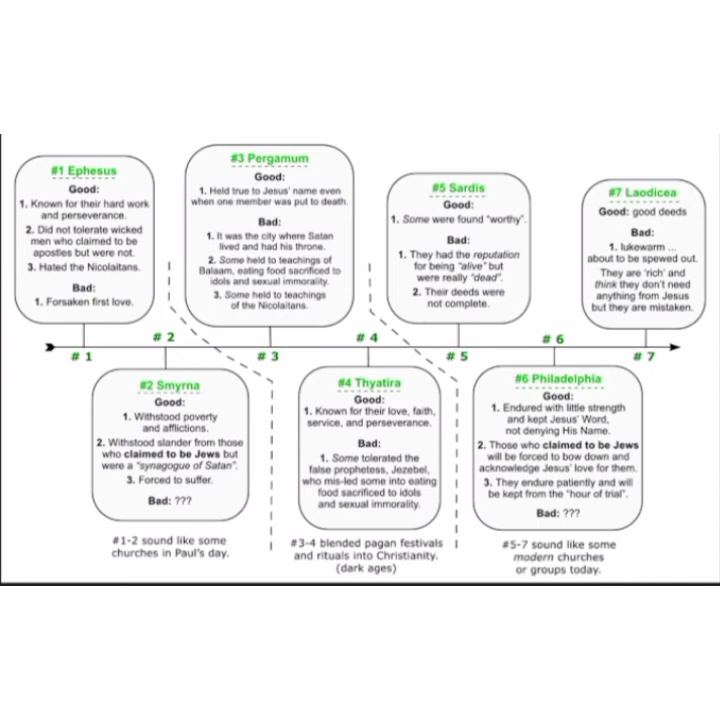 #1 Ephesus
Good:
1. Known for their hard work
and perseverance.
2. Did not tolerate wicked
men who claimed to be
apostles but were not.
3. Hated the Nicolaitans.
Bad:
1. Forsaken first love.
#3 Pergamum
Good:
1. Held true to Jesus' name even
when one member was put to death.
Bad:
1. It was the city where Satan
lived and had his throne.
2. Some held to teachings of
Balaam, eating food sacrificed to
idols and sexual immorality.
3. Some held to teachings
of the Nicolaitans.
#5 Sardis
Good:
1. Some were found "worthy".
Bad:
1. They had the reputation
for being "alive" but
were really "dead".
2. Their deeds were
not complete.
#7 Laodicea
Good: good deeds
Bad:
1. lukewarm ...
about to be spewed out.
They are 'rich' and
think they don't need
anything from Jesus
but they are mistaken.
# 1
# 2
# 3
# 4
# 5
# 6
# 7
#2 Smyrna
Good:
1. Withstood poverty
and afflictions.
2. Withstood slander from those
who claimed to be Jews but
were a "synagogue of Satan".
3. Forced to suffer.
Bad: ???
#4 Thyatira
Good:
1. Known for their love, faith,
service, and perseverance.
Bad:
1. Some tolerated the
false prophetess, Jezebel,
who mis-led some into eating
food sacrificed to idols
and sexual immorality.
#6 Philadelphia
Good:
1. Endured with little strength
and kept Jesus' Word,
not denying His Name.
2. Those who claimed to be Jews
will be forced to bow down and
acknowledge Jesus' love for them.
3. They endure patiently and will
be kept from the "hour of trial".
Bad: ???
#1-2 sound like some
churches in Paul's day.
#3-4 blended pagan festivals
and rituals into Christianity.
(dark ages)
#5-7 sound like some
modern churches
or groups today.